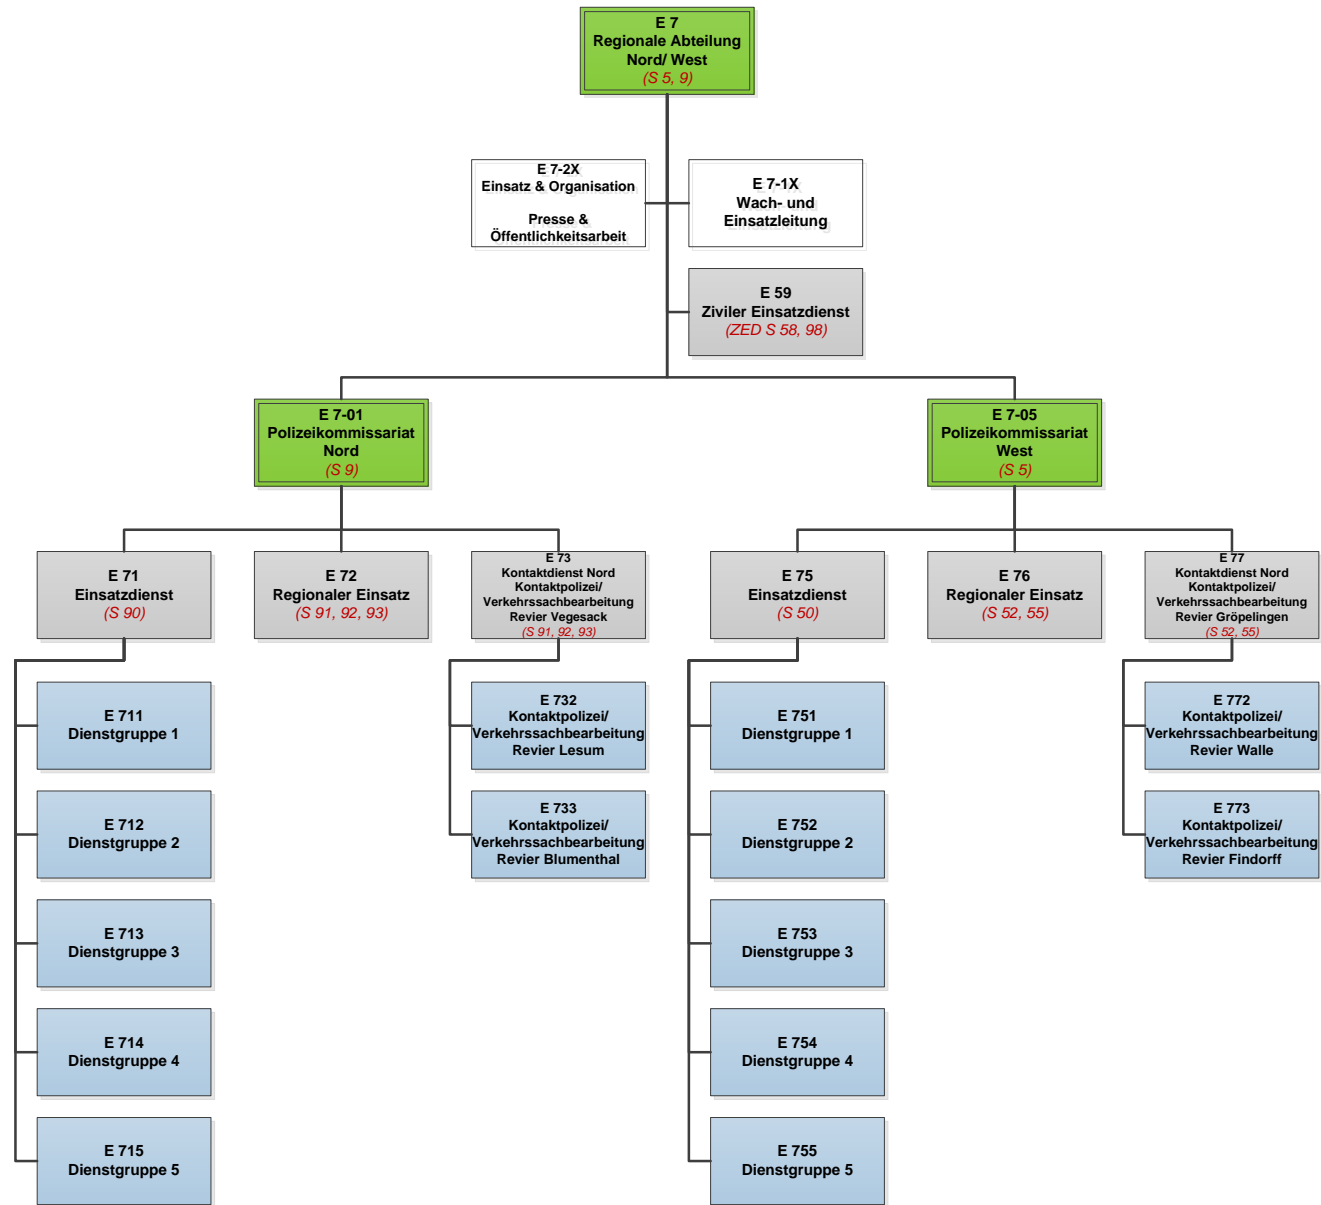 E 7
Regionale Abteilung
Nord/ West
(S 5, 9)
E 7-2X
Einsatz & Organisation
Presse &
Öffentlichkeitsarbeit
E 7-1X
Wach- und
Einsatzleitung
E 59
Ziviler Einsatzdienst
(ZED S 58, 98)
E 7-01
Polizeikommissariat
Nord
(S 9)
E 7-05
Polizeikommissariat
West
(S 5)
E 71
Einsatzdienst
(S 90)
E 72
Regionaler Einsatz
(S 91, 92, 93)
E 73
Kontaktdienst Nord
Kontaktpolizei/
Verkehrssachbearbeitung
Revier Vegesack
(S 91, 92, 93)
E 75
Einsatzdienst
(S 50)
E 76
Regionaler Einsatz
(S 52, 55)
E 77
Kontaktdienst Nord
Kontaktpolizei/
Verkehrssachbearbeitung
Revier Gröpelingen
(S 52, 55)
E 711
Dienstgruppe 1
E 732
Kontaktpolizei/
Verkehrssachbearbeitung
Revier Lesum
E 751
Dienstgruppe 1
E 772
Kontaktpolizei/
Verkehrssachbearbeitung
Revier Walle
E 712
Dienstgruppe 2
E 733
Kontaktpolizei/
Verkehrssachbearbeitung
Revier Blumenthal
E 752
Dienstgruppe 2
E 773
Kontaktpolizei/
Verkehrssachbearbeitung
Revier Findorff
E 713
Dienstgruppe 3
E 753
Dienstgruppe 3
E 714
Dienstgruppe 4
E 754
Dienstgruppe 4
E 715
Dienstgruppe 5
E 755
Dienstgruppe 5